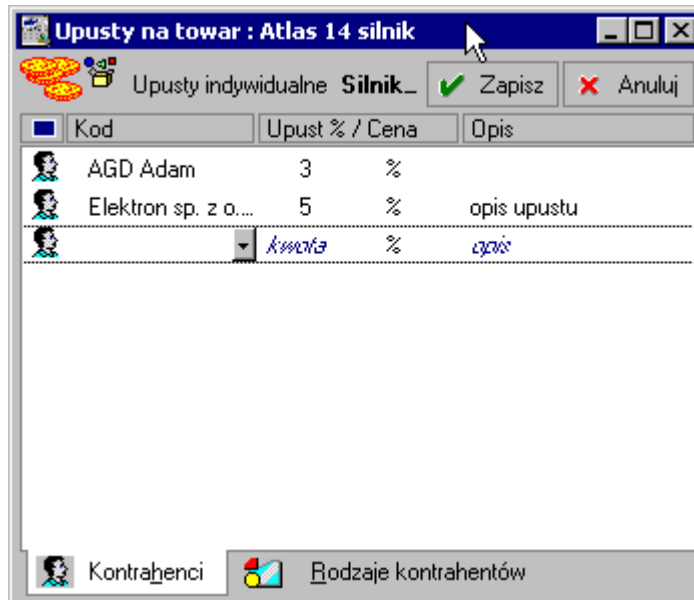 Upusty na towar : Atlas 14 silnik
Upusty indywidualne Silnik_ Zapisz Anuluj
Kod Upust % / Cena Opis
AGD Adam 3 %
Elektron sp. z o.... 5 % opis upustu
kwota % opis
Kontrahenci Rodzaje kontrahentów